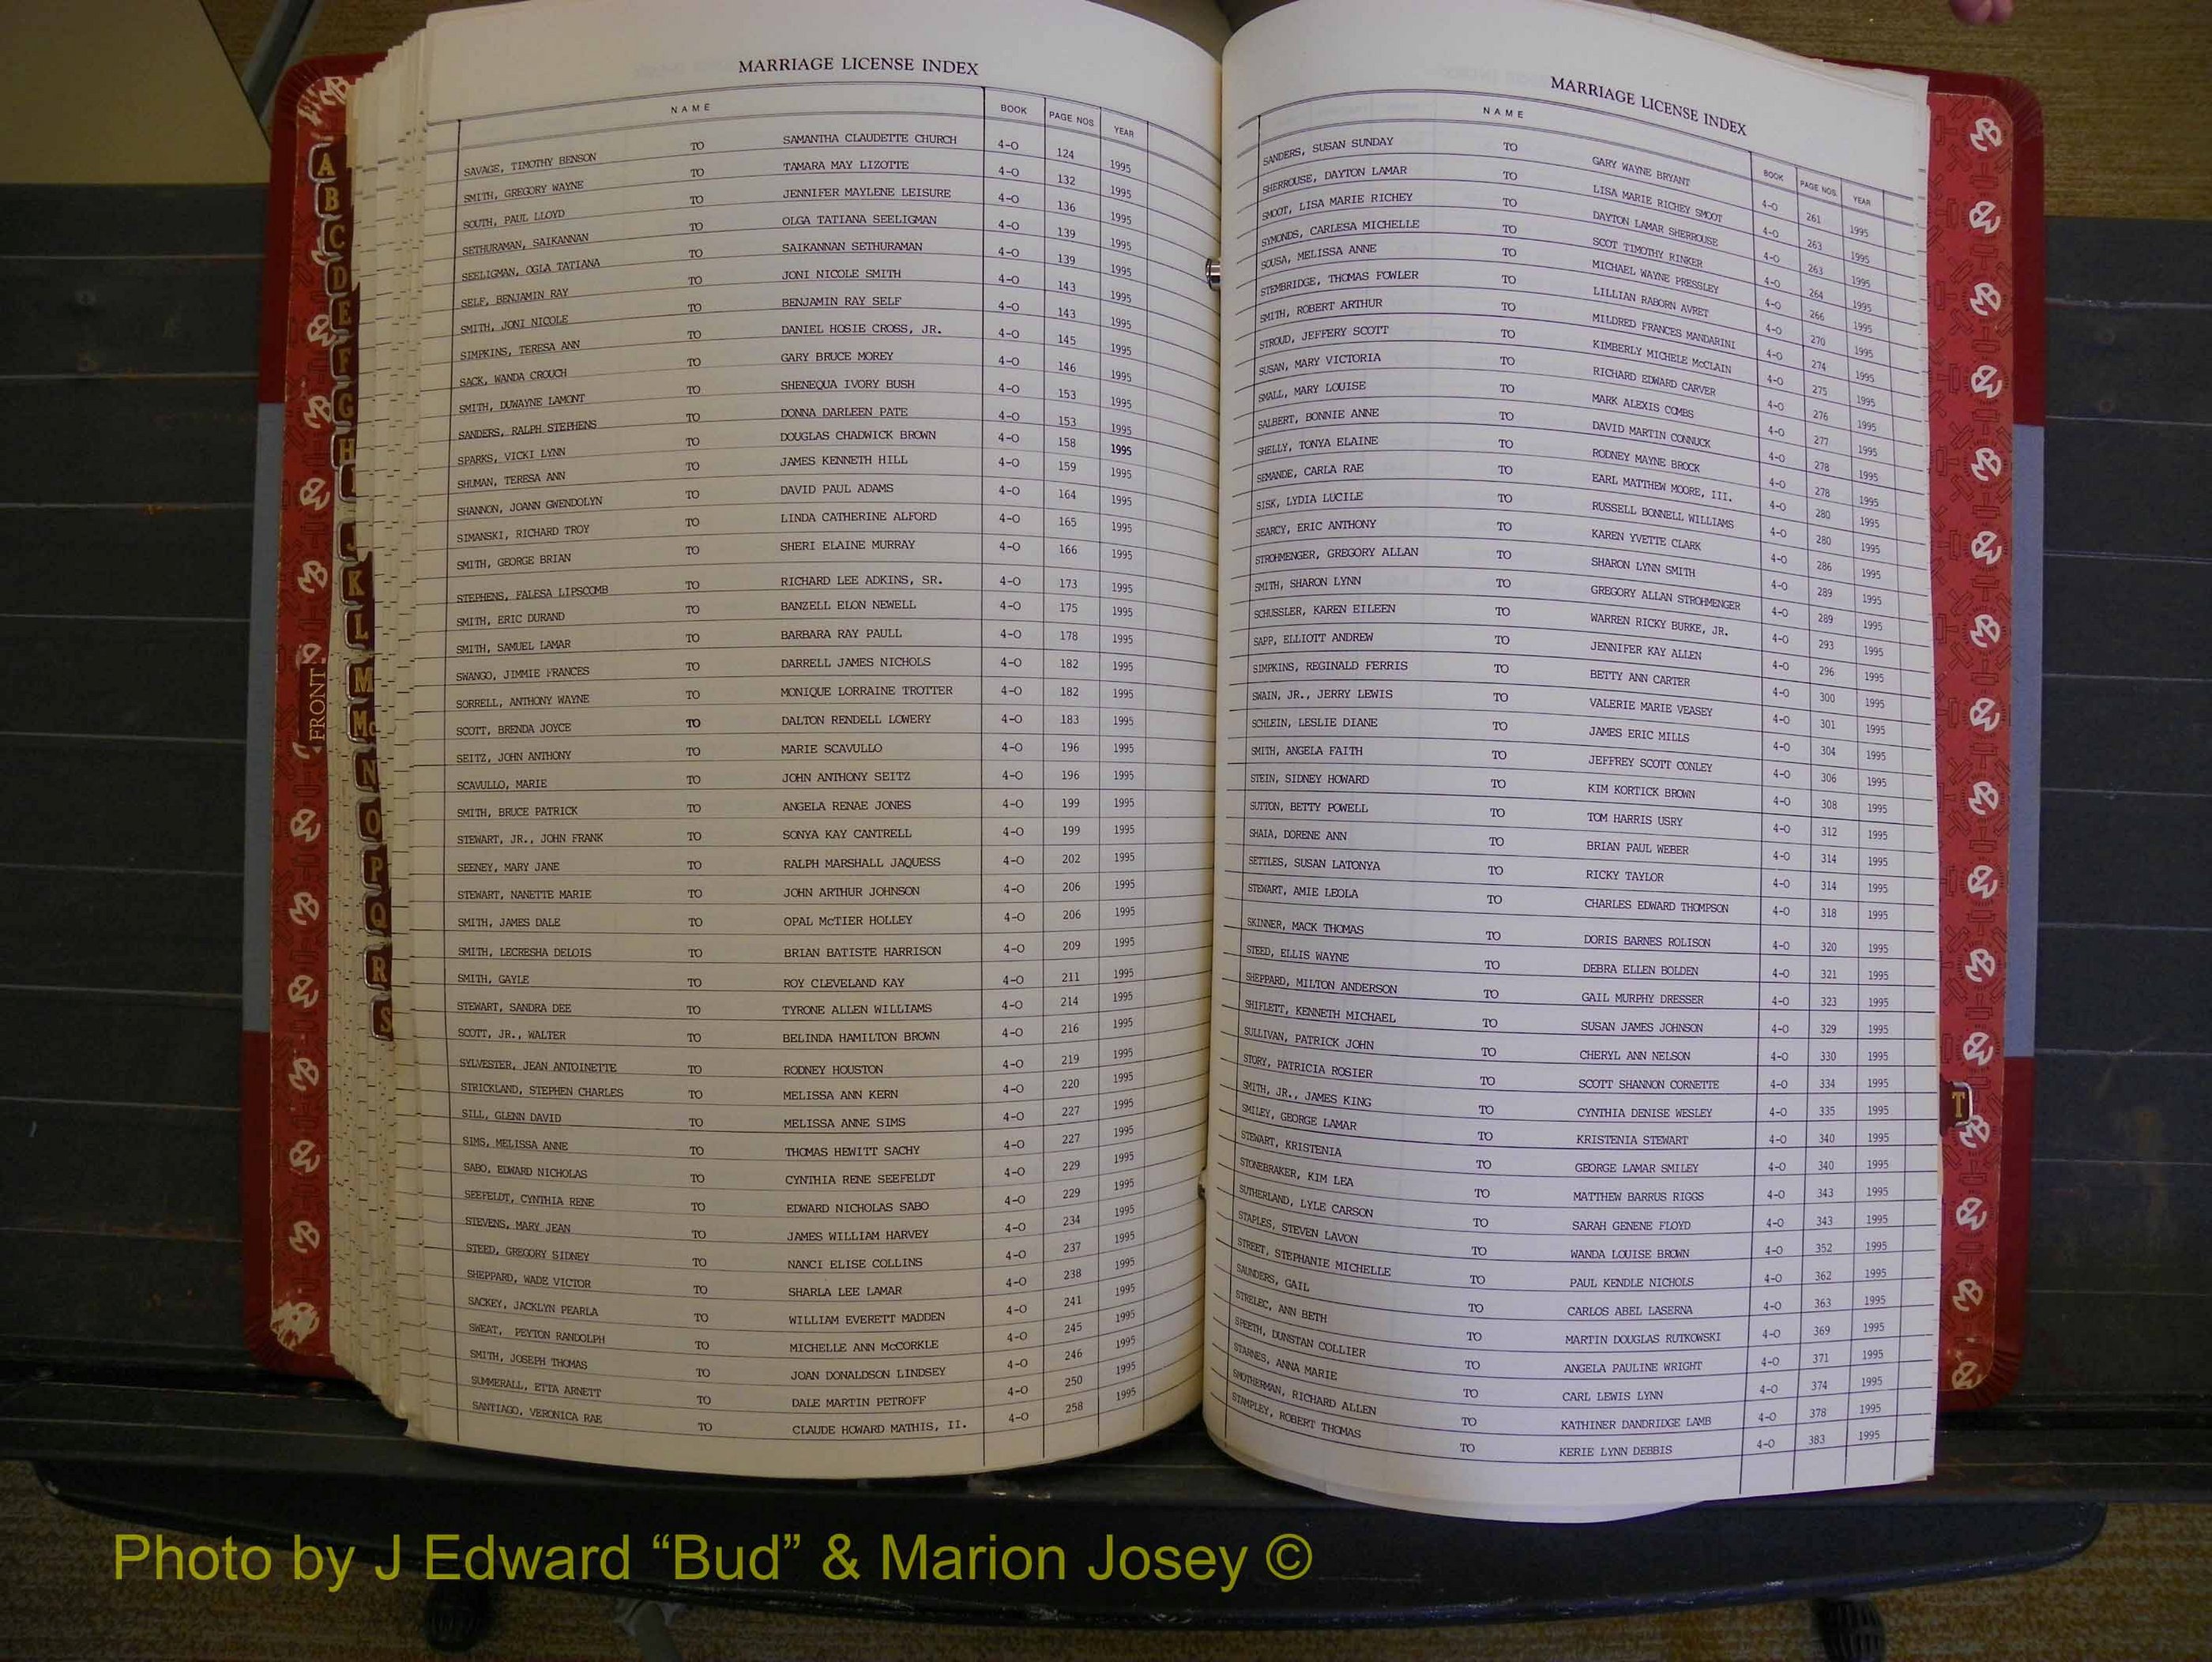 MARRIAGE LICENSE INDEX
NAME BOOK PAGE NOS. YEAR
SAVAGE, TIMOTHY BENSON TO SAMANTHA CLAUDETTE CHURCH 4-O 124 1995
SMITH, GREGORY WAYNE TO TAMARA MAY LIZOTTE 4-O 132 1995
SOUTH, PAUL LLOYD TO JENNIFER MAYLENE LEISURE 4-O 136 1995
SETHURAMAN, SAIKANNAN TO OLGA TATIANA SEELIGMAN 4-O 139 1995
SEELIGMAN, OGLA TATIANA TO SAIKANNAN SETHURAMAN 4-O 139 1995
SELF, BENJAMIN RAY TO JONI NICOLE SMITH 4-O 143 1995
SMITH, JONI NICOLE TO BENJAMIN RAY SELF 4-O 143 1995
SIMPKINS, TERESA ANN TO DANIEL HOSIE CROSS, JR. 4-O 145 1995
SACK, WANDA CROUCH TO GARY BRUCE MOREY 4-O 146 1995
SMITH, DUWAYNE LAMONT TO SHENEQUA IVORY BUSH 4-O 153 1995
SANDERS, RALPH STEPHENS TO DONNA DARLEEN PATE 4-O 153 1995
SPARKS, VICKI LYNN TO DOUGLAS CHADWICK BROWN 4-O 158 1995
SHUMAN, TERESA ANN TO JAMES KENNETH HILL 4-O 159 1995
SHANNON, JOANN GWENDOLYN TO DAVID PAUL ADAMS 4-O 164 1995
SIMANSKI, RICHARD TROY TO LINDA CATHERINE ALFORD 4-O 165 1995
SMITH, GEORGE BRIAN TO SHERI ELAINE MURRAY 4-O 166 1995
STEPHENS, FALESA LIPSCOMB TO RICHARD LEE ADKINS, SR. 4-O 173 1995
SMITH, ERIC DURAND TO BANZELL ELON NEWELL 4-O 175 1995
SMITH, SAMUEL LAMAR TO BARBARA RAY PAULL 4-O 178 1995
SWANGO, JIMMIE FRANCES TO DARRELL JAMES NICHOLS 4-O 182 1995
SORRELL, ANTHONY WAYNE TO MONIQUE LORRAINE TROTTER 4-O 182 1995
SCOTT, BRENDA JOYCE TO DALTON RENDELL LOWERY 4-O 183 1995
SEITZ, JOHN ANTHONY TO MARIE SCAVULLO 4-O 196 1995
SCAVULLO, MARIE TO JOHN ANTHONY SEITZ 4-O 196 1995
SMITH, BRUCE PATRICK TO ANGELA RENAE JONES 4-O 199 1995
STEWART, JR., JOHN FRANK TO SONYA KAY CANTRELL 4-O 199 1995
SEENEY, MARY JANE TO RALPH MARSHALL JAQUESS 4-O 202 1995
STEWART, NANETTE MARIE TO JOHN ARTHUR JOHNSON 4-O 206 1995
SMITH, JAMES DALE TO OPAL McTIER HOLLEY 4-O 206 1995
SMITH, LECRESHA DELOIS TO BRIAN BATISTE HARRISON 4-O 209 1995
SMITH, GAYLE TO ROY CLEVELAND KAY 4-O 211 1995
STEWART, SANDRA DEE TO TYRONE ALLEN WILLIAMS 4-O 214 1995
SCOTT, JR., WALTER TO BELINDA HAMILTON BROWN 4-O 216 1995
SYLVESTER, JEAN ANTOINETTE TO RODNEY HOUSTON 4-O 219 1995
STRICKLAND, STEPHEN CHARLES TO MELISSA ANN KERN 4-O 220 1995
SILL, GLENN DAVID TO MELISSA ANNE SIMS 4-O 227 1995
SIMS, MELISSA ANNE TO THOMAS HEWITT SACHY 4-O 227 1995
SABO, EDWARD NICHOLAS TO CYNTHIA RENE SEEFELDT 4-O 229 1995
SEEFELDT, CYNTHIA RENE TO EDWARD NICHOLAS SABO 4-O 229 1995
STEVENS, MARY JEAN TO JAMES WILLIAM HARVEY 4-O 234 1995
STEED, GREGORY SIDNEY TO NANCI ELISE COLLINS 4-O 237 1995
SHEPPARD, WADE VICTOR TO SHARLA LEE LAMAR 4-O 238 1995
SACKEY, JACKLYN PEARLA TO WILLIAM EVERETT MADDEN 4-O 241 1995
SWEAT, PEYTON RANDOLPH TO MICHELLE ANN McCORKLE 4-O 245 1995
SMITH, JOSEPH THOMAS TO JOAN DONALDSON LINDSEY 4-O 246 1995
SUMMERALL, ETTA ARNETT TO DALE MARTIN PETROFF 4-O 250 1995
SANTIAGO, VERONICA RAE TO CLAUDE HOWARD MATHIS, II. 4-O 258
MARRIAGE LICENSE INDEX
NAME BOOK PAGE NOS. YEAR
SANDERS, SUSAN SUNDAY TO GARY WAYNE BRYANT 4-O 261 1995
SHERROUSE, DAYTON LAMAR TO LISA MARIE RICHEY SMOOT 4-O 263 1995
SMOOT, LISA MARIE RICHEY TO DAYTON LAMAR SHERROUSE 4-O 263 1995
SYMONDS, CARLESA MICHELLE TO SCOT TIMOTHY RINKER 4-O 264 1995
SOUSA, MELISSA ANNE TO MICHAEL WAYNE PRESSLEY 4-O 266 1995
STEMBRIDGE, THOMAS FOWLER TO LILLIAN RABORN AVRET 4-O 270 1995
SMITH, ROBERT ARTHUR TO MILDRED FRANCES MANDARINI 4-O 274 1995
STROUD, JEFFERY SCOTT TO KIMBERLY MICHELE McCLAIN 4-O 275 1995
SUSAN, MARY VICTORIA TO RICHARD EDWARD CARVER 4-O 276 1995
SMALL, MARY LOUISE TO MARK ALEXIS COMBS 4-O 277 1995
SALBERT, BONNIE ANNE TO DAVID MARTIN CONNUCK 4-O 278 1995
SHELLY, TONYA ELAINE TO RODNEY MAYNE BROCK 4-O 278 1995
SEMANDE, CARLA RAE TO EARL MATTHEW MOORE, III. 4-O 280 1995
SISK, LYDIA LUCILE TO RUSSELL BONNELL WILLIAMS 4-O 280 1995
SEARCY, ERIC ANTHONY TO KAREN YVETTE CLARK 4-O 286 1995
STROHMENGER, GREGORY ALLAN TO SHARON LYNN SMITH 4-O 289 1995
SMITH, SHARON LYNN TO GREGORY ALLAN STROHMENGER 4-O 289 1995
SCHUSSLER, KAREN EILEEN TO WARREN RICKY BURKE, JR. 4-O 293 1995
SAPP, ELLIOTT ANDREW TO JENNIFER KAY ALLEN 4-O 296 1995
SIMPKINS, REGINALD FERRIS TO BETTY ANN CARTER 4-O 300 1995
SWAIN, JR., JERRY LEWIS TO VALERIE MARIE VEASEY 4-O 301 1995
SCHLEIN, LESLIE DIANE TO JAMES ERIC MILLS 4-O 304 1995
SMITH, ANGELA FAITH TO JEFFREY SCOTT CONLEY 4-O 306 1995
STEIN, SIDNEY HOWARD TO KIM KORTICK BROWN 4-O 308 1995
SUTTON, BETTY POWELL TO TOM HARRIS USRY 4-O 312 1995
SHAIA, DORENE ANN TO BRIAN PAUL WEBER 4-O 314 1995
SETTLES, SUSAN LATONYA TO RICKY TAYLOR 4-O 314 1995
STEWART, AMIE LEOLA TO CHARLES EDWARD THOMPSON 4-O 318 1995
SKINNER, MACK THOMAS TO DORIS BARNES ROLISON 4-O 320 1995
STEED, ELLIS WAYNE TO DEBRA ELLEN BOLDEN 4-O 321 1995
SHEPPARD, MILTON ANDERSON TO GAIL MURPHY DRESSER 4-O 323 1995
SHIFLETT, KENNETH MICHAEL TO SUSAN JAMES JOHNSON 4-O 329 1995
SULLIVAN, PATRICK JOHN TO CHERYL ANN NELSON 4-O 330 1995
STORY, PATRICIA ROSIER TO SCOTT SHANNON CORNETTE 4-O 334 1995
SMITH, JR., JAMES KING TO CYNTHIA DENISE WESLEY 4-O 335 1995
SMILEY, GEORGE LAMAR TO KRISTENIA STEWART 4-O 340 1995
STEWART, KRISTENIA TO GEORGE LAMAR SMILEY 4-O 340 1995
STONEBRAKER, KIM LEA TO MATTHEW BARRUS RIGGS 4-O 343 1995
SUTHERLAND, LYLE CARSON TO SARAH GENENE FLOYD 4-O 343 1995
STAPLES, STEVEN LAVON TO WANDA LOUISE BROWN 4-O 352 1995
STREET, STEPHANIE MICHELLE TO PAUL KENDLE NICHOLS 4-O 362 1995
SAUNDERS, GAIL TO CARLOS ABEL LASERNA 4-O 363 1995
STRELEC, ANN BETH TO MARTIN DOUGLAS RUTKOWSKI 4-O 369 1995
SPEETH, DUNSTAN COLLIER TO ANGELA PAULINE WRIGHT 4-O 371 1995
STARNES, ANNA MARIE TO CARL LEWIS LYNN 4-O 374 1995
SMOTHERMAN, RICHARD ALLEN TO KATHINER DANDRIDGE LAMB 4-O 378 1995
STAMPLEY, ROBERT THOMAS TO KERIE LYNN DEBBIS 4-O 383 1995
A
B
C
D
E
F
G
H
K
L
M
Mc
N
O
P
Q
R
S
T
FRONT
Photo by J Edward “Bud” & Marion Josey ©